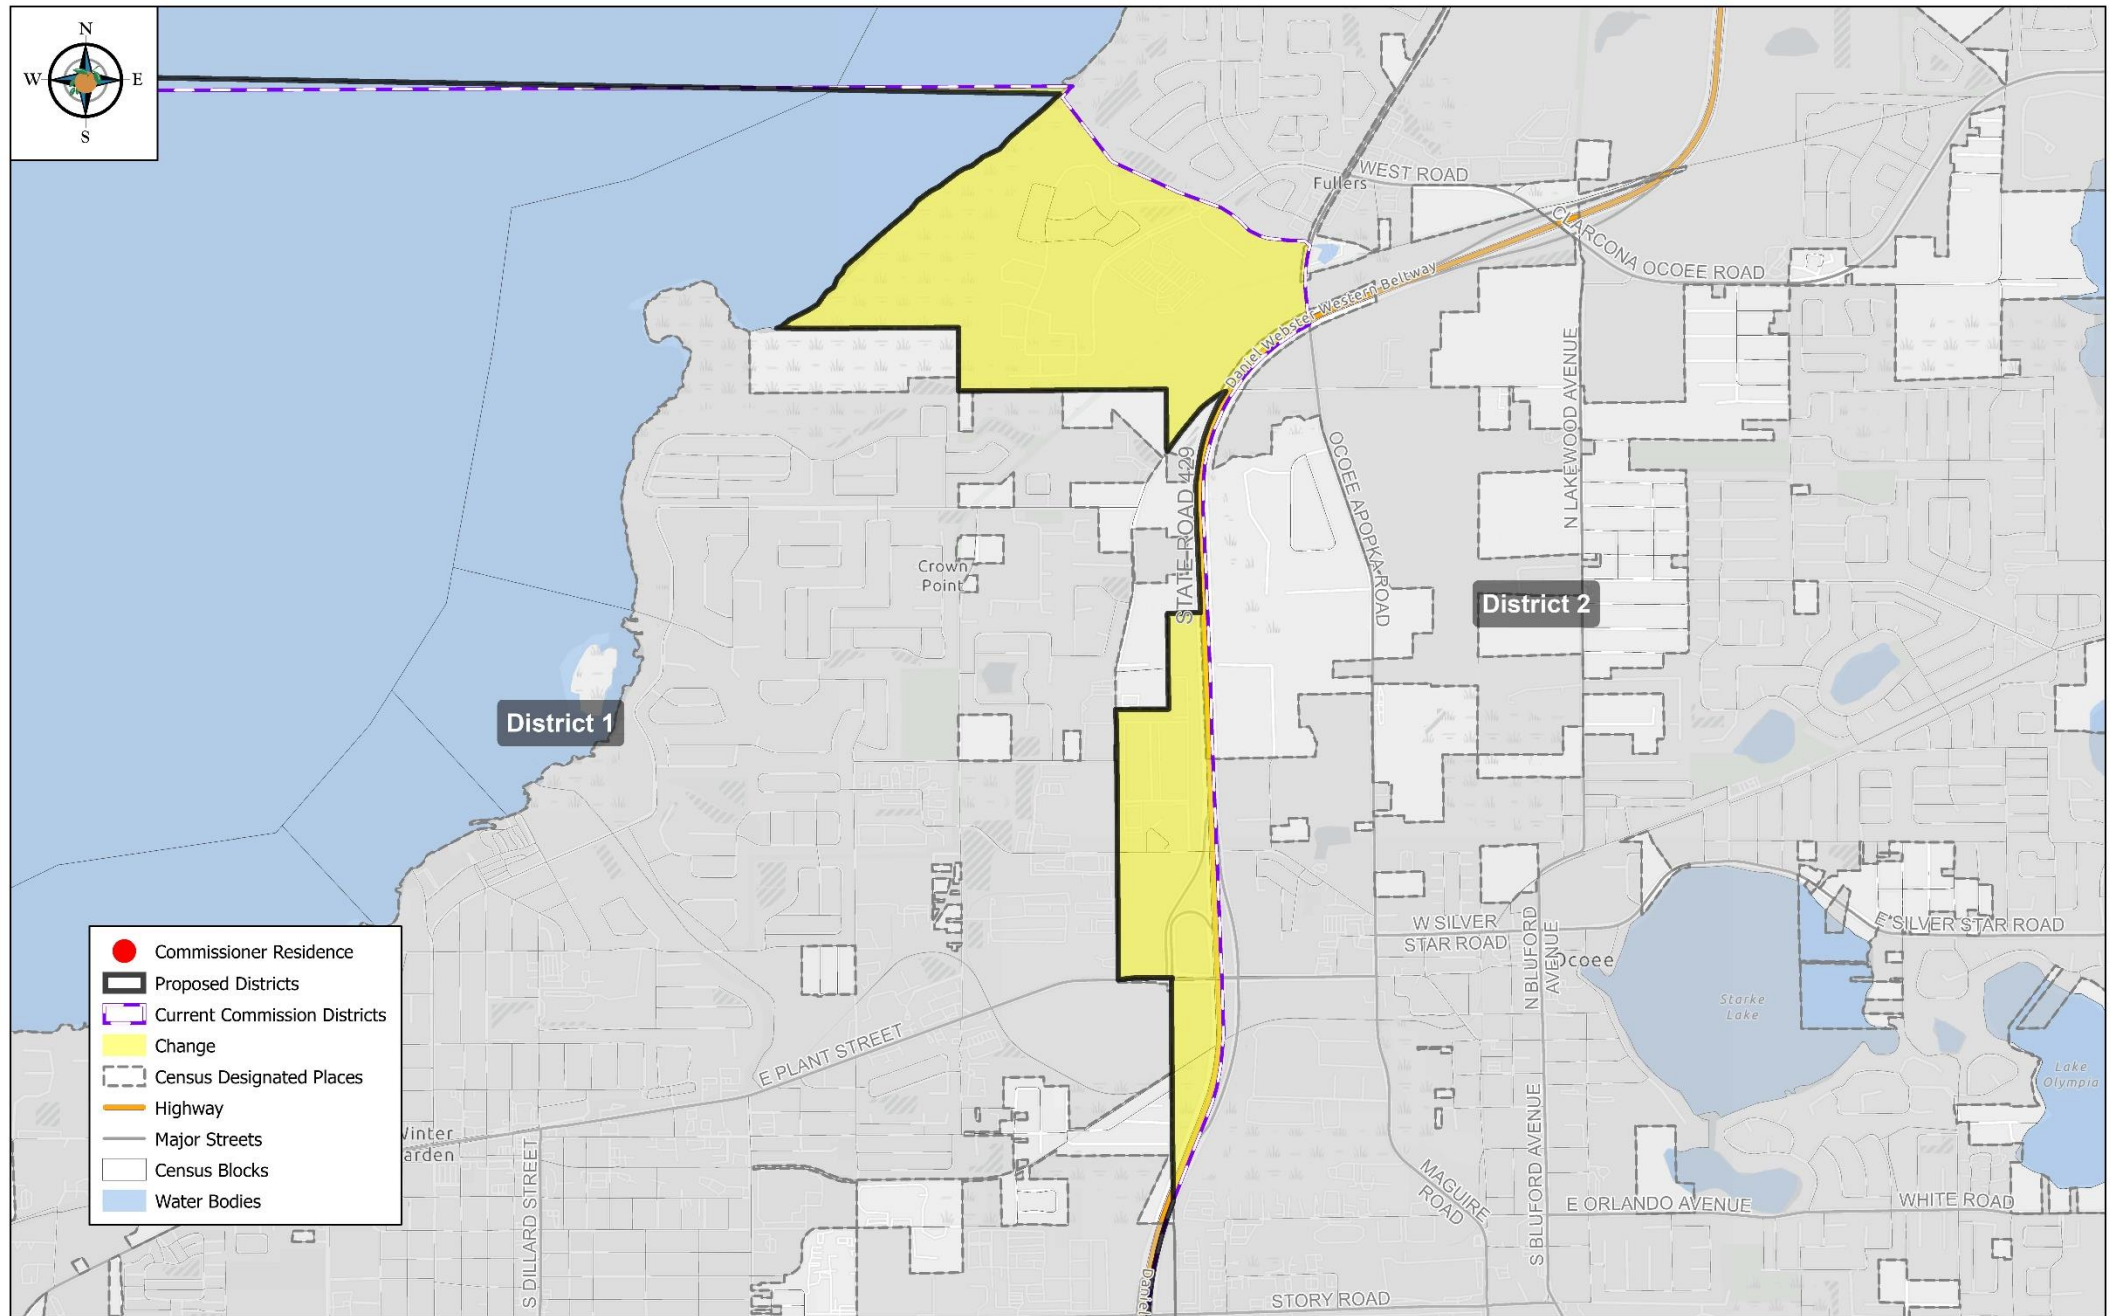 N
W
E
S
WEST ROAD
Fullers
CLARCONA OCOEE ROAD
Daniel Webster Western Beltway
N LAKEWOOD AVENUE
STATE ROAD 429
OCOEE APOPKA ROAD
Crown
Point
District 2
District 1
W SILVER
STAR ROAD
N BLUFORD
AVENUE
E SILVER STAR ROAD
Ocoee
Starke
Lake
Lake
Olympia
E PLANT STREET
Winter
Garden
S DILLARD STREET
MAGUIRE
ROAD
S BLUFORD AVENUE
E ORLANDO AVENUE
WHITE ROAD
Daniel
STORY ROAD
Commissioner Residence
Proposed Districts
Current Commission Districts
Change
Census Designated Places
Highway
Major Streets
Census Blocks
Water Bodies